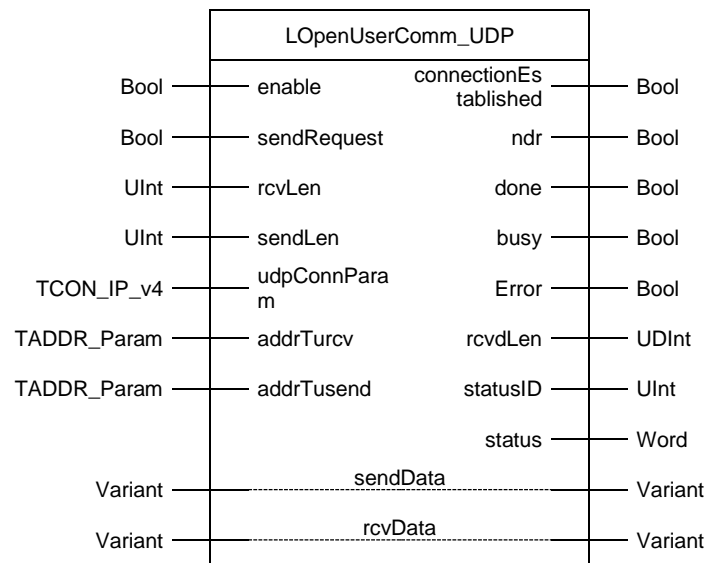 LOpenUserComm_UDP
Bool enable connectionEs Bool
tablished
Bool sendRequest ndr Bool
UInt rcvLen done Bool
UInt sendLen busy Bool
TCON_IP_v4 udpConnPara Error Bool
m
TADDR_Param addrTurcv rcvdLen UDInt
TADDR_Param addrTusend statusID UInt
status Word
Variant sendData Variant
Variant rcvData Variant